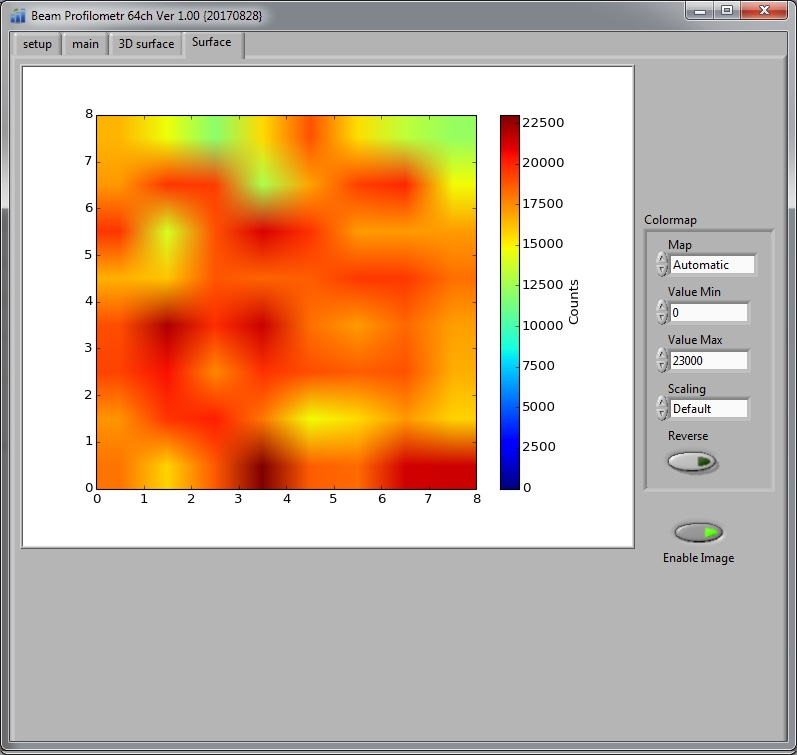 Beam Profilometr 64ch Ver 1.00 {20170828}
setup main 3D surface Surface
8
7
6
5
4
3
2
1
0
0 1 2 3 4 5 6 7 8
22500
20000
17500
15000
12500
10000
7500
5000
2500
0
Counts
Colormap
Map
Automatic
Value Min
0
Value Max
23000
Scaling
Default
Reverse
Enable Image